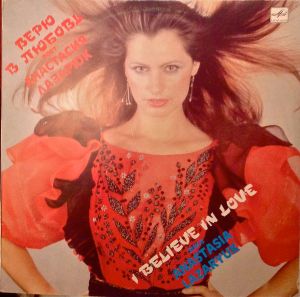 ВЕРЮ
В ЛЮБОВЬ
АНАСТАСИЯ
ЛАЗАРЮК
I BELIEVE IN LOVE
ANASTASIA